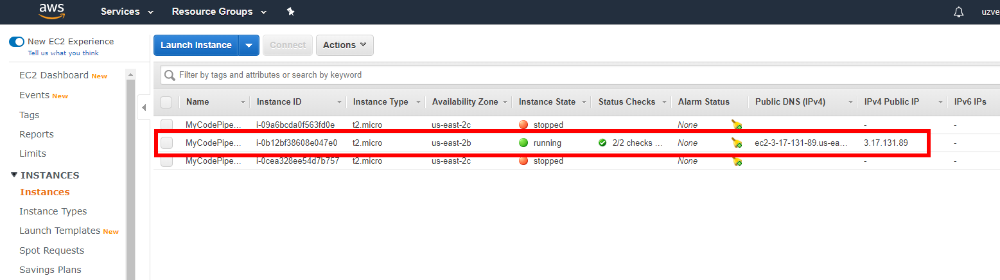 aws Services Resource Groups uzve
New EC2 Experience
Tell us what you think
EC2 Dashboard New
Events New
Tags
Reports
Limits
INSTANCES
Instances
Instance Types
Launch Templates New
Spot Requests
Savings Plans
Launch Instance Connect Actions
Filter by tags and attributes or search by keyword
Name Instance ID Instance Type Availability Zone Instance State Status Checks Alarm Status Public DNS (IPv4) IPv4 Public IP IPv6 IPs
MyCodePipe... i-09a6bcda0f563fd0e t2.micro us-east-2c stopped None - -
MyCodePipe... i-0b12bf38608e047e0 t2.micro us-east-2b running 2/2 checks ... None ec2-3-17-131-89.us-ea... 3.17.131.89 -
MyCodePipe... i-0cea328ee54d7b757 t2.micro us-east-2c stopped None - -